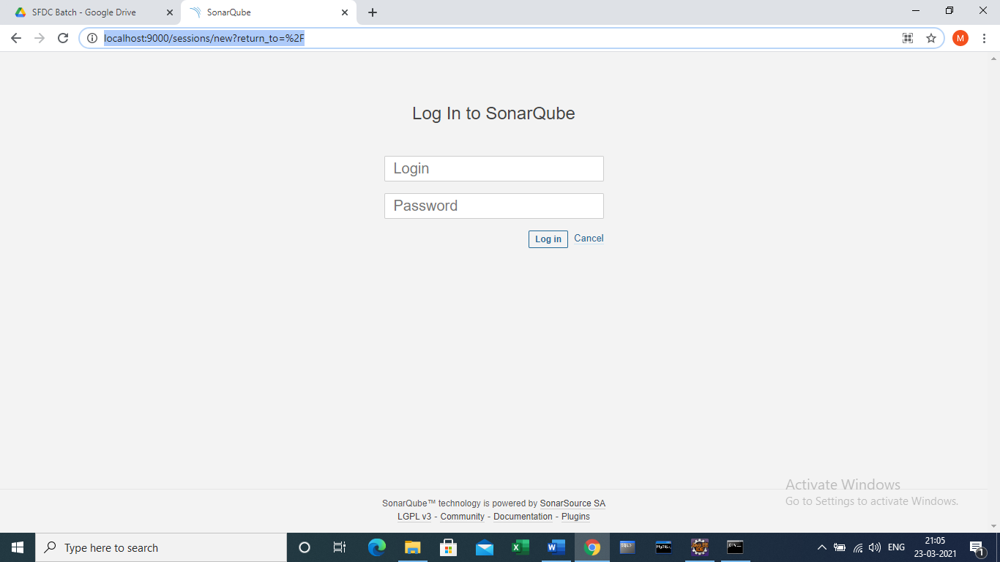 SFDC Batch - Google Drive
SonarQube
localhost:9000/sessions/new?return_to=%2F
M
Log In to SonarQube
Login
Password
Log in Cancel
Activate Windows
Go to Settings to activate Windows.
SonarQube™ technology is powered by SonarSource SA
LGPL v3 - Community - Documentation - Plugins
Type here to search
ENG
21:05
23-03-2021
1